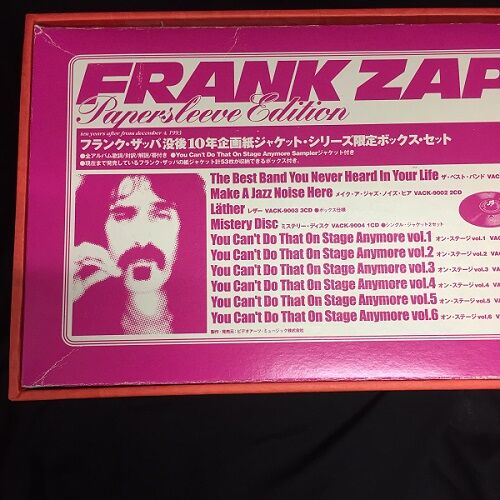 FRANK ZAP
Papersleeve Edition
ten years after from december 4 1993
フランク・ザッパ没後10年企画紙ジャケット・シリーズ限定ボックス・セット
●全アルバム歌詞/対訳/解説/帯付き ●You Can't Do That On Stage Anymore Samplerジャケット付き
●現在まで発売しているフランク・ザッパの紙ジャケット計53枚が収納できるボックス付き。
The Best Band You Never Heard In Your Life ザ・ベスト・バンド VAC
Make A Jazz Noise Here メイク・ア・ジャズ・ノイズ・ヒア VACK-9002 2CD
Läther レザー VACK-9003 3CD ●ボックス仕様
Mistery Disc ミステリー・ディスク VACK-9004 1CD ●シングル・ジャケット2セット
You Can't Do That On Stage Anymore vol.1 オン・ステージ vol.1 VAC
You Can't Do That On Stage Anymore vol.2 オン・ステージ vol.2 VA
You Can't Do That On Stage Anymore vol.3 オン・ステージ vol.3 VA
You Can't Do That On Stage Anymore vol.4 オン・ステージ vol.4 VA
You Can't Do That On Stage Anymore vol.5 オン・ステージ vol.5 VA
You Can't Do That On Stage Anymore vol.6 オン・ステージ vol.6 VA
製作・発売元:ビデオアーツ・ミュージック株式会社